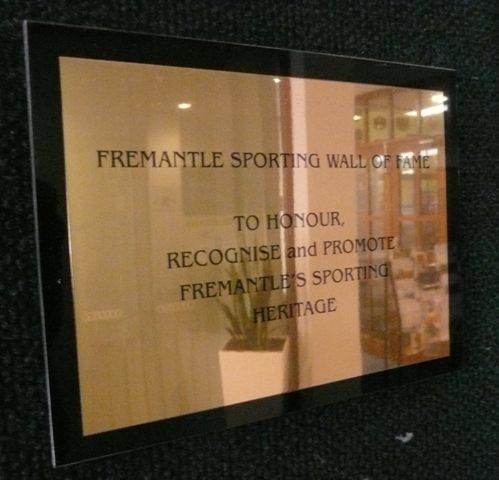 FREMANTLE SPORTING WALL OF FAME
TO HONOUR,
RECOGNISE and PROMOTE
FREMANTLE'S SPORTING
HERITAGE